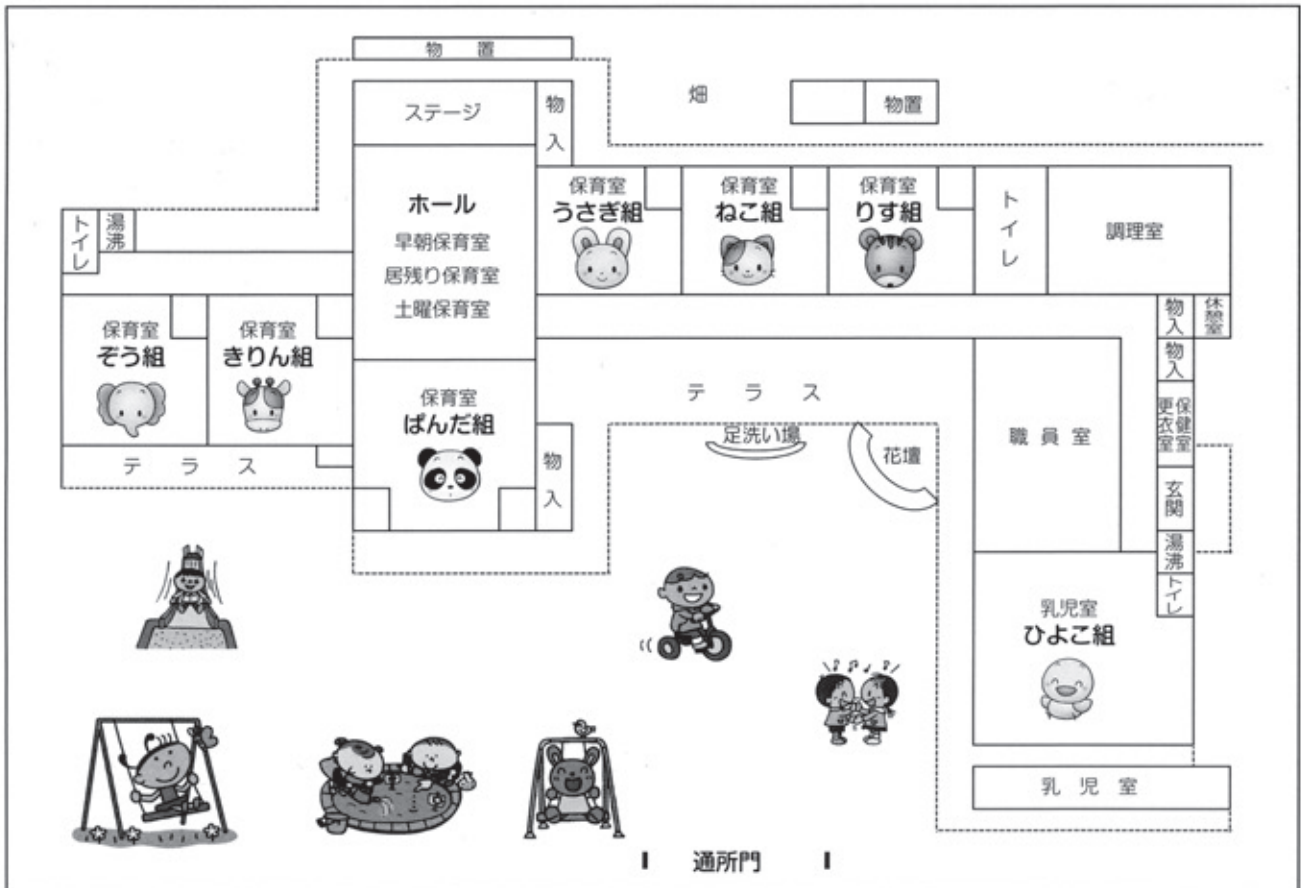 物置
ステージ
物入
畑
物置
ホール
早朝保育室
居残り保育室
土曜保育室
保育室
うさぎ組
保育室
ねこ組
保育室
りす組
トイレ
調理室
トイレ
湯沸
保育室
ぞう組
保育室
きりん組
テラス
保育室
ぱんだ組
物入
テラス
足洗い場
花壇
職員室
物入
休憩室
物入
保健室
更衣室
玄関
湯沸
トイレ
乳児室
ひよこ組
乳児室
通所門